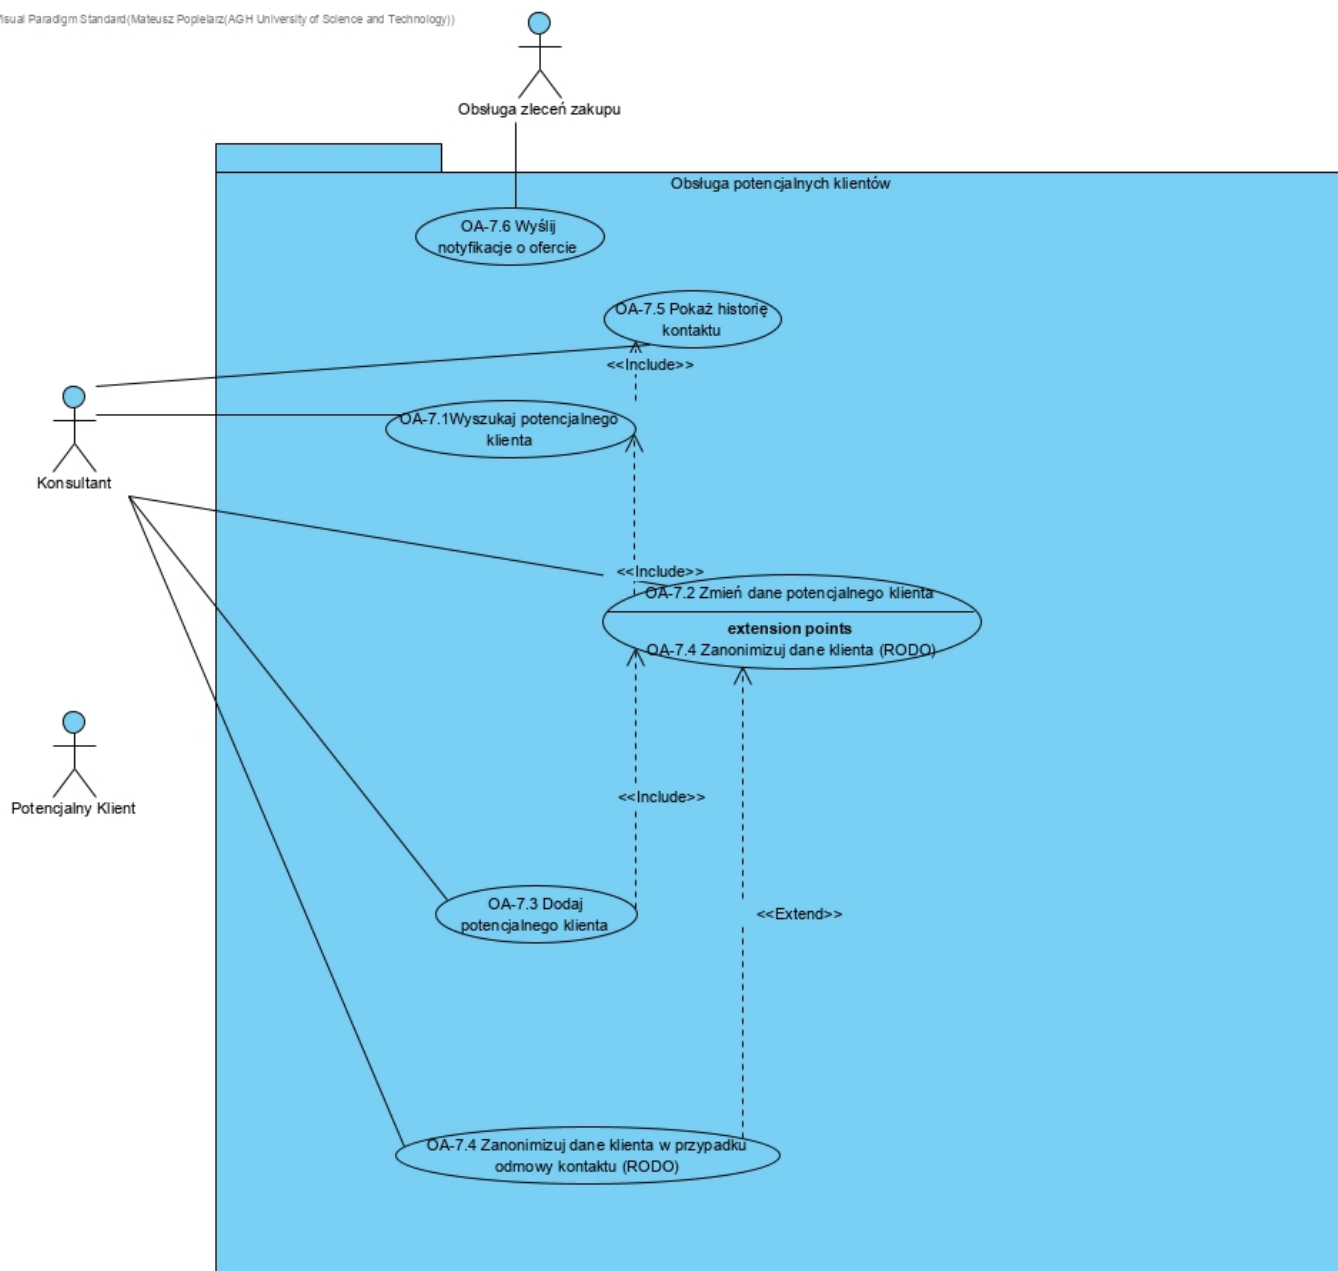 Visual Paradigm Standard(Mateusz Popielarz(AGH University of Science and Technology))
Obsługa zleceń zakupu
Obsługa potencjalnych klientów
OA-7.6 Wyślij
notyfikacje o ofercie
OA-7.5 Pokaż historię
kontaktu
<<Include>>
OA-7.1Wyszukaj potencjalnego
klienta
Konsultant
<<Include>>
OA-7.2 Zmień dane potencjalnego klienta
extension points
OA-7.4 Zanonimizuj dane klienta (RODO)
Potencjalny Klient
<<Include>>
OA-7.3 Dodaj
potencjalnego klienta
<<Extend>>
OA-7.4 Zanonimizuj dane klienta w przypadku
odmowy kontaktu (RODO)